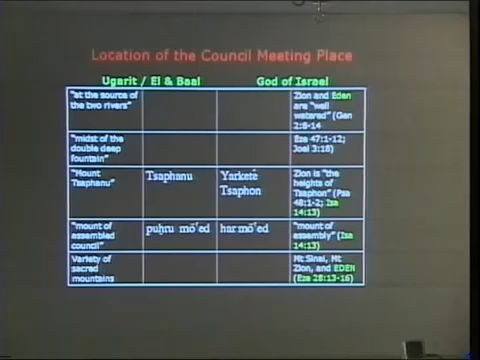 Location of the Council Meeting Place
Ugarit / El & Baal
God of Israel
"at the source of
the two rivers"
Zion and Eden
are "well
watered" (Gen
2:8-14
"midst of the
double deep
fountain"
Eze 47:1-12;
Joel 3:18)
"Mount
Tsaphanu"
Tsaphanu
Yarketê
Tsaphon
Zion is "the
heights of
Tsaphon" (Psa
48:1-2; Isa
14:13)
"mount of
assembled
council"
puḫru mô'ed
har mô'ed
"mount of
assembly" (Isa
14:13)
Variety of
sacred
mountains
Mt Sinai, Mt
Zion, and EDEN
(Eze 28:13-16)